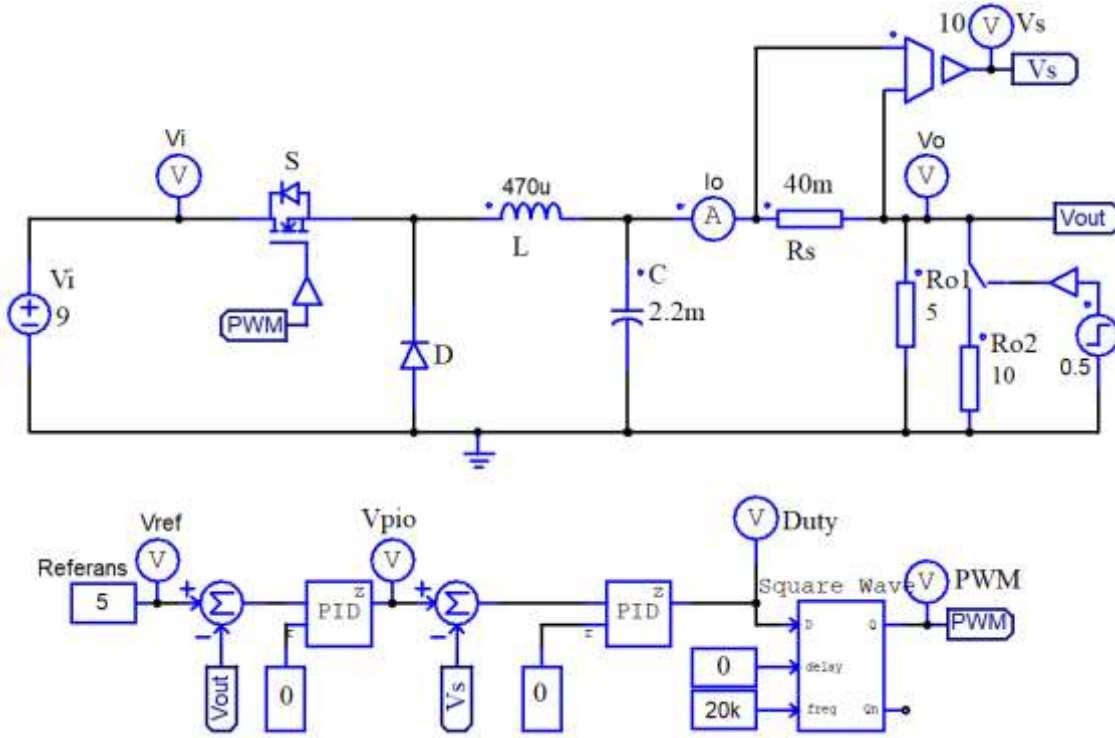 10
V
Vs
Vs
Vi
V
S
470u
L
Io
A
40m
Rs
Vo
V
Vout
Vi
9
PWM
D
C
2.2m
Ro1
5
Ro2
10
0.5
Vref
V
Vpio
V
V
Duty
Referans
5
Σ
z
PID
Σ
z
PID
Square Wave
V
PWM
PWM
D
Q
delay
freq
Qn
Vout
0
Vs
0
0
20k